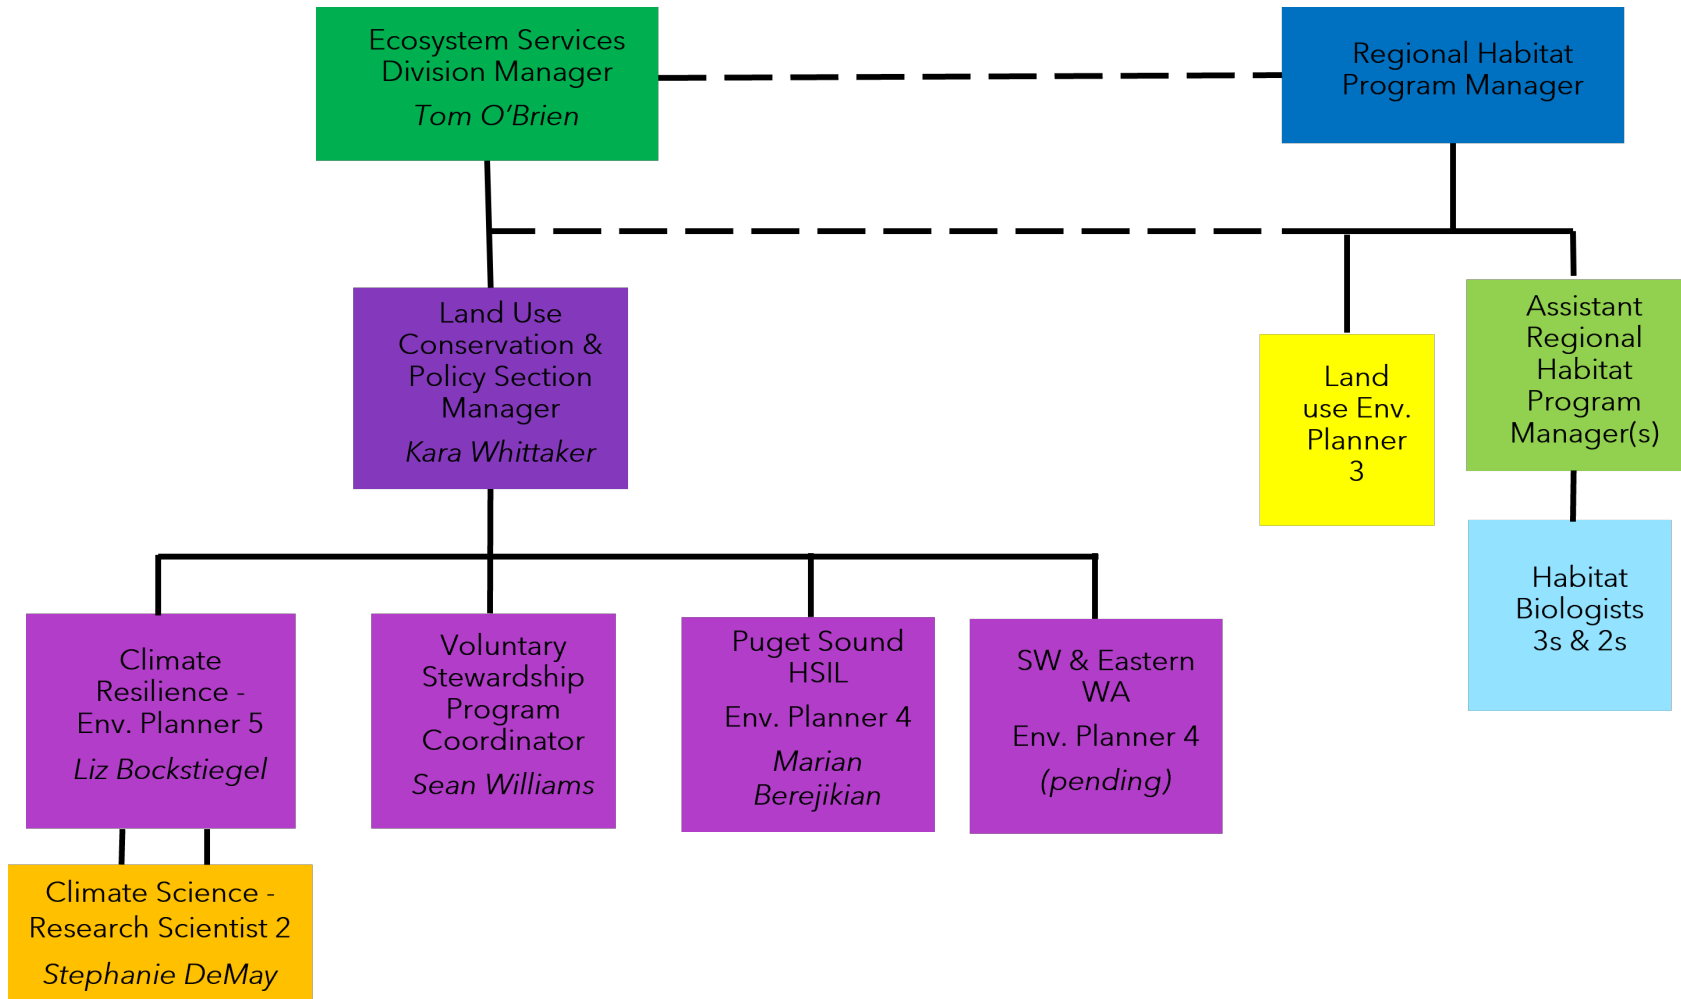 Ecosystem Services
Division Manager
Tom O’Brien
Regional Habitat
Program Manager
Land Use
Conservation &
Policy Section
Manager
Kara Whittaker
Land
use Env.
Planner
3
Assistant
Regional
Habitat
Program
Manager(s)
Habitat
Biologists
3s & 2s
Climate
Resilience -
Env. Planner 5
Liz Bockstiegel
Voluntary
Stewardship
Program
Coordinator
Sean Williams
Puget Sound
HSIL
Env. Planner 4
Marian
Berejikian
SW & Eastern
WA
Env. Planner 4
(pending)
Climate Science -
Research Scientist 2
Stephanie DeMay